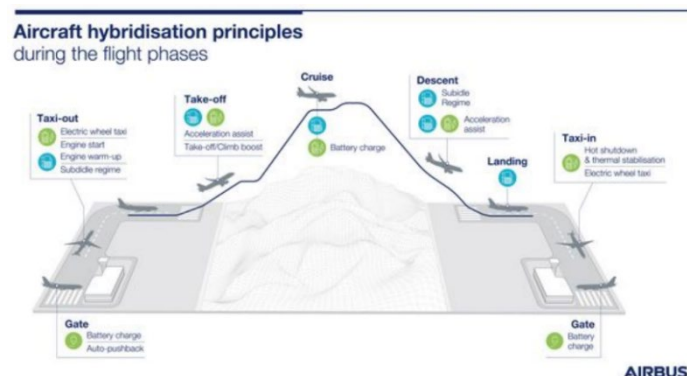 Aircraft hybridisation principles
during the flight phases
Cruise
Battery charge
Descent
Subidle
Regime
Acceleration
assist
Take-off
Acceleration assist
Take-off/Climb boost
Taxi-out
Electric wheel taxi
Engine start
Engine warm-up
Subdidle regime
Landing
Taxi-in
Hot shutdown
& thermal stabilisation
Electric wheel taxi
Gate
Battery charge
Auto-pushback
Gate
Battery
charge
AIRBUS